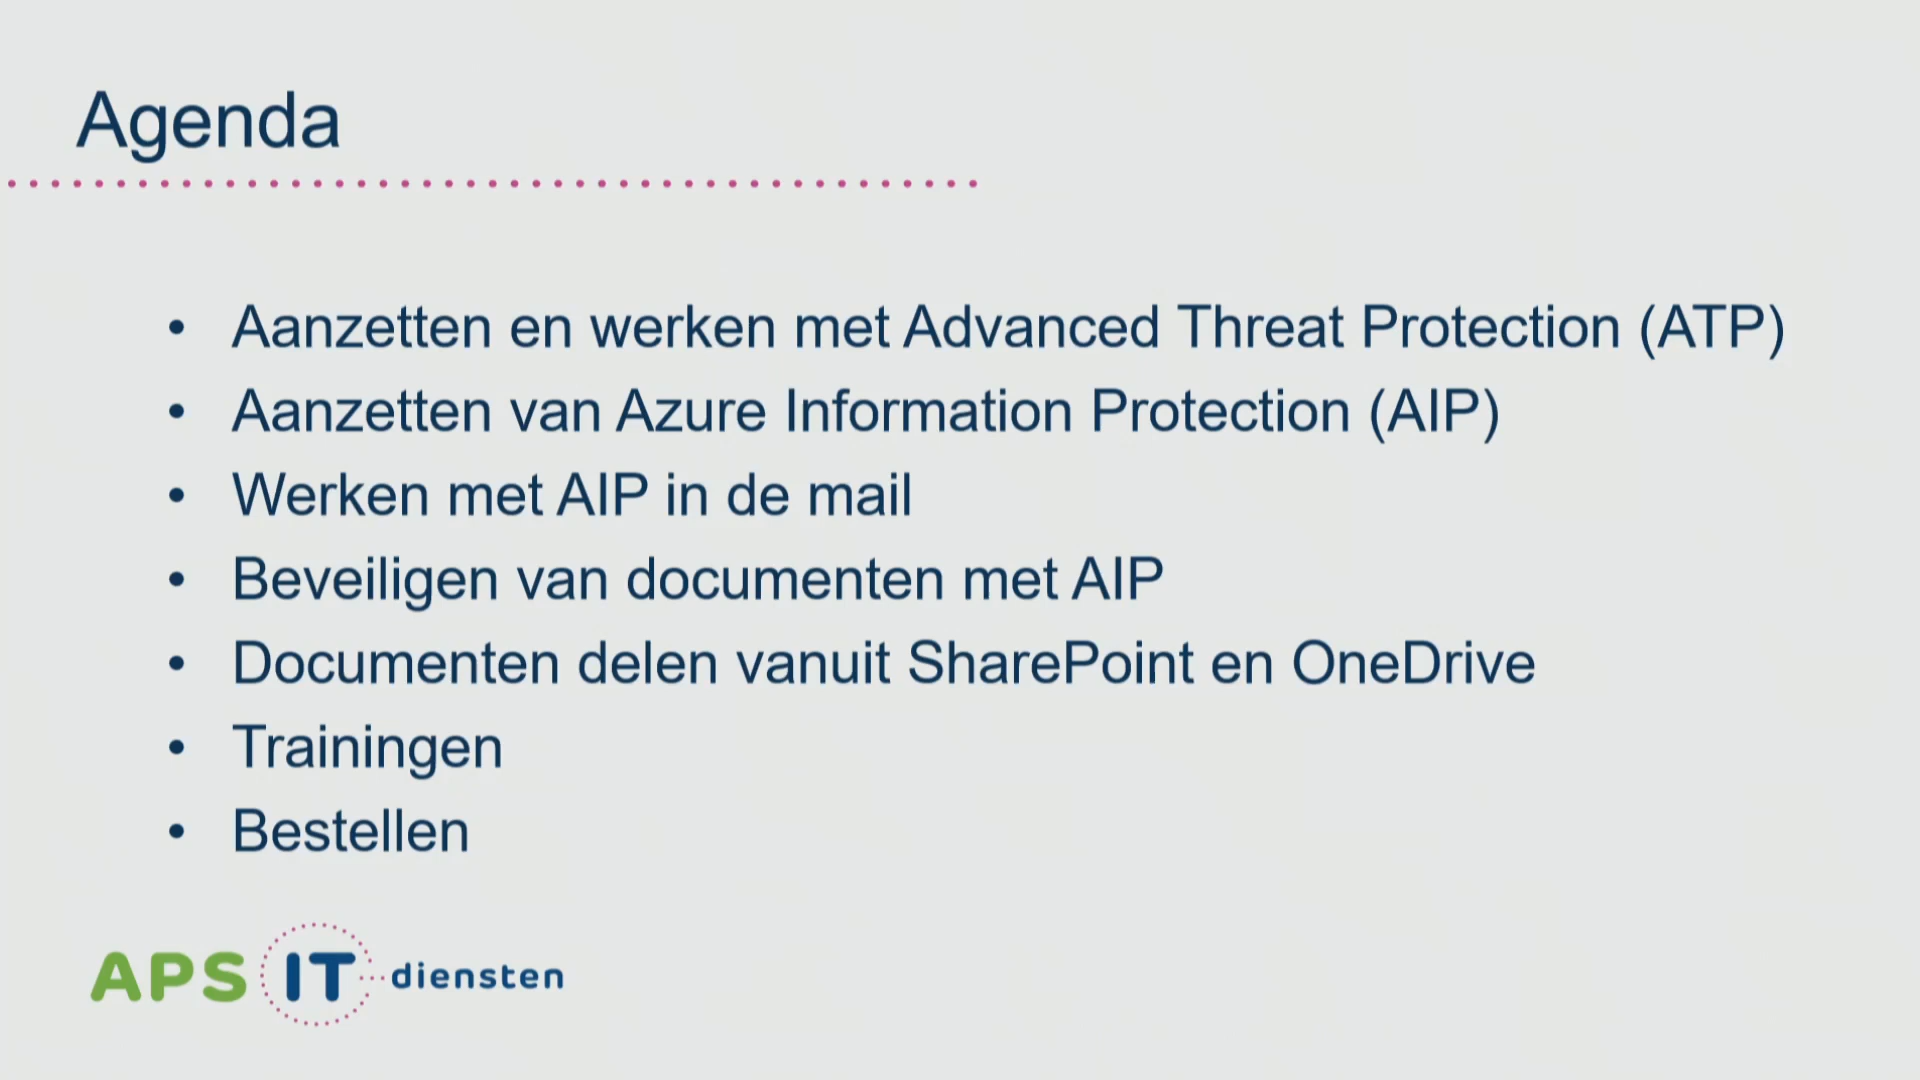 Agenda
• Aanzetten en werken met Advanced Threat Protection (ATP)
• Aanzetten van Azure Information Protection (AIP)
• Werken met AIP in de mail
• Beveiligen van documenten met AIP
• Documenten delen vanuit SharePoint en OneDrive
• Trainingen
• Bestellen
APS IT diensten